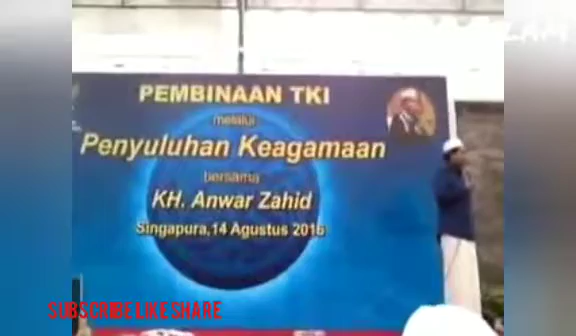 PEMBINAAN TKI
melalui
Penyuluhan Keagamaan
bersama
KH. Anwar Zahid
Singapura, 14 Agustus 2016
SUBSCRIBE LIKE SHARE